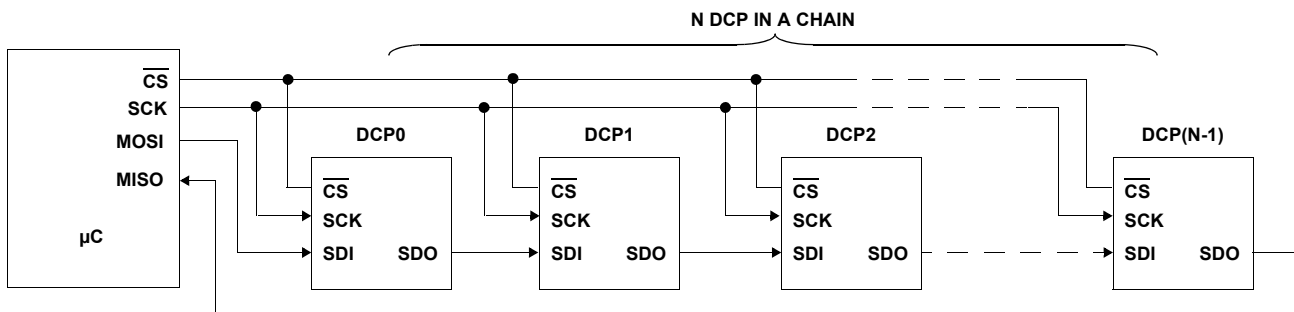 N DCP IN A CHAIN
CS
SCK
MOSI
MISO
µC
DCP0
CS
SCK
SDI SDO
DCP1
CS
SCK
SDI SDO
DCP2
CS
SCK
SDI SDO
DCP(N-1)
CS
SCK
SDI SDO